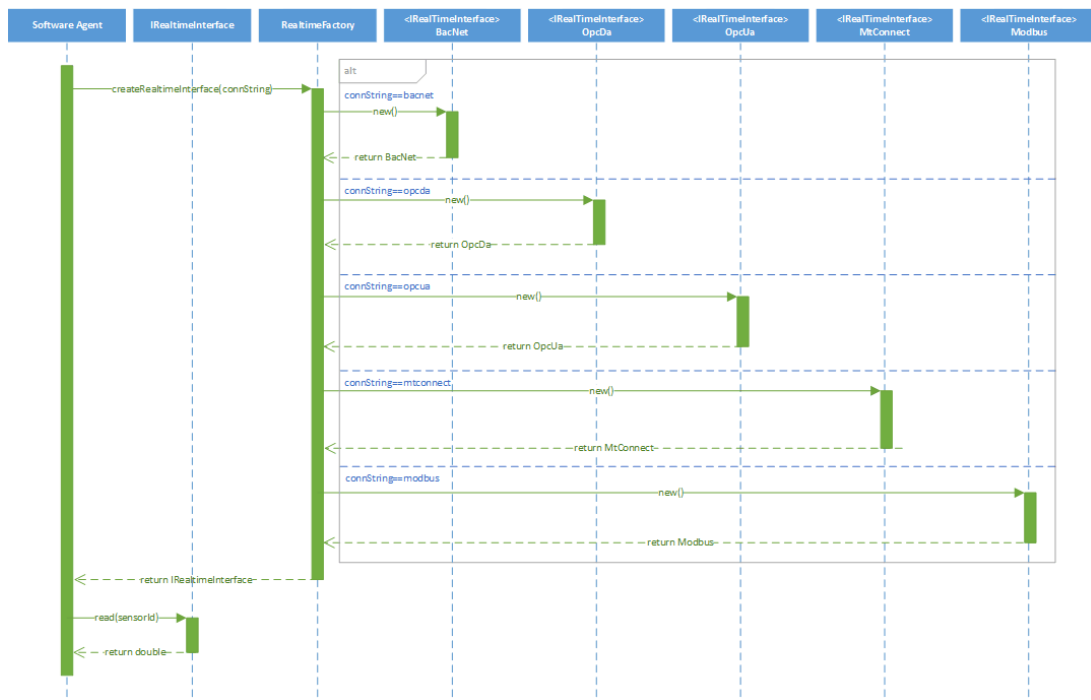 Software Agent
IRealtimeInterface
RealtimeFactory
<IRealTimeInterface>
BacNet
<IRealTimeInterface>
OpcDa
<IRealTimeInterface>
OpcUa
<IRealTimeInterface>
MtConnect
<IRealTimeInterface>
Modbus
alt
createRealtimeInterface(connString)
connString==bacnet
new()
return BacNet
connString==opcda
new()
return OpcDa
connString==opcua
new()
return OpcUa
connString==mtconnect
new()
return MtConnect
connString==modbus
new()
return Modbus
return IRealtimeInterface
read(sensorId)
return double